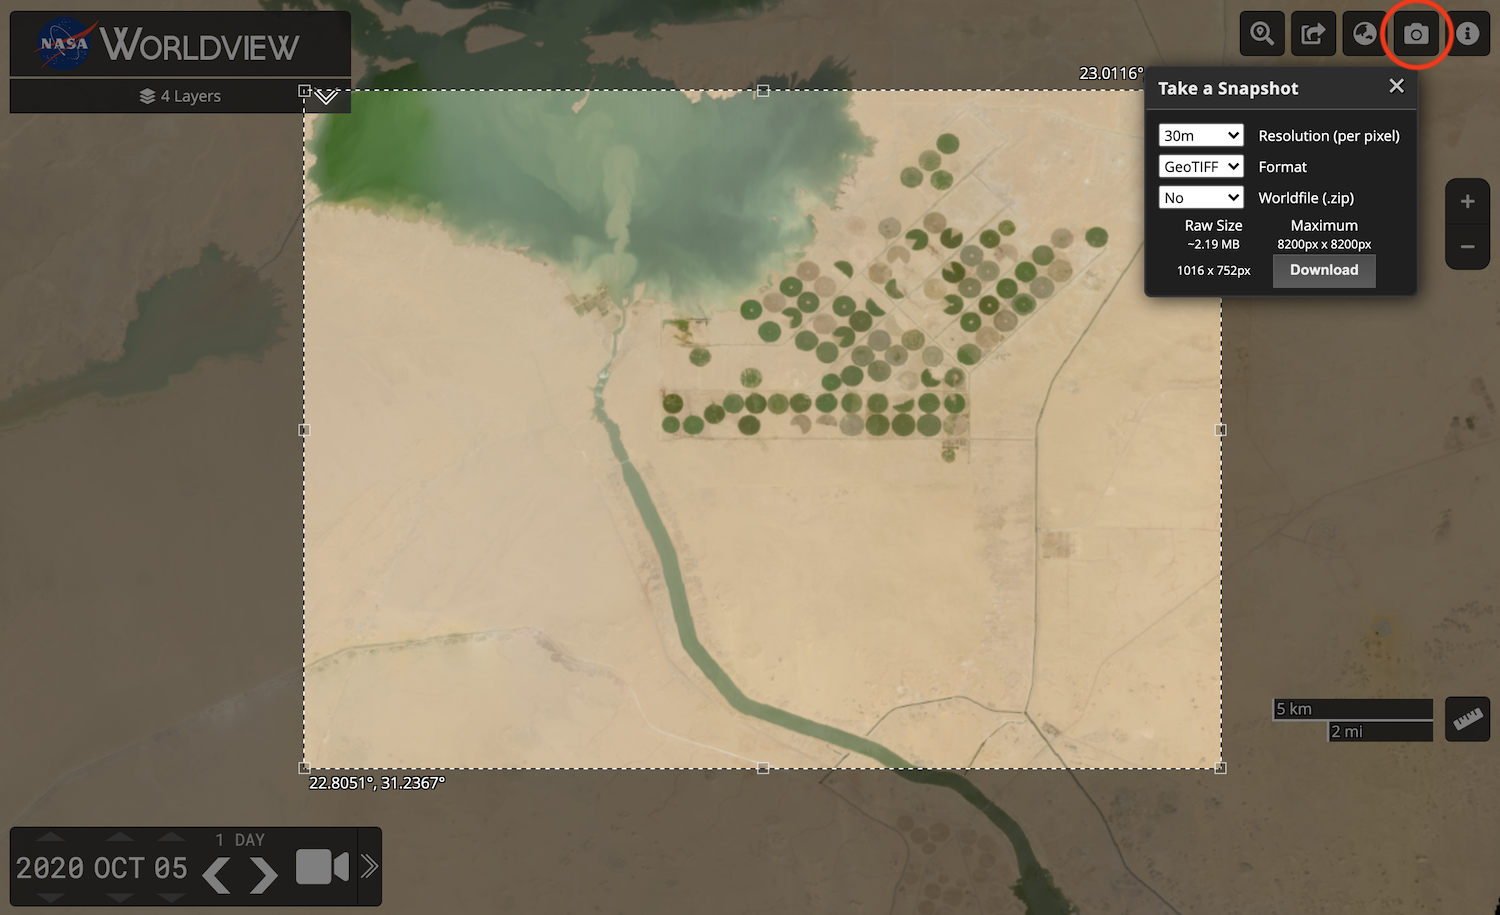 NASA WORLDVIEW
4 Layers
23.0116°
Take a Snapshot
30m Resolution (per pixel)
GeoTIFF Format
No Worldfile (.zip)
Raw Size Maximum
~2.19 MB 8200px x 8200px
1016 x 752px Download
5 km
2 mi
22.8051°, 31.2367°
1 DAY
2020 OCT 05